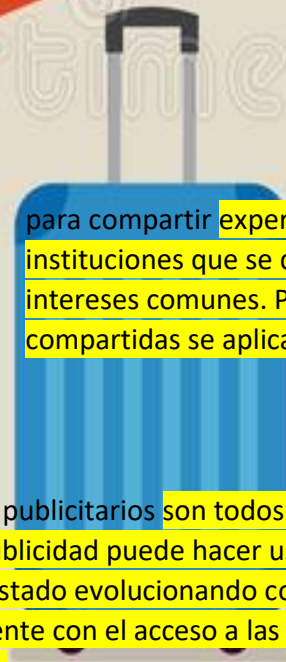 time
para compartir exper
instituciones que se
intereses comunes. P
compartidas se aplica
publicitarios son todos
blicidad puede hacer u
stado evolucionando co
ente con el acceso a las